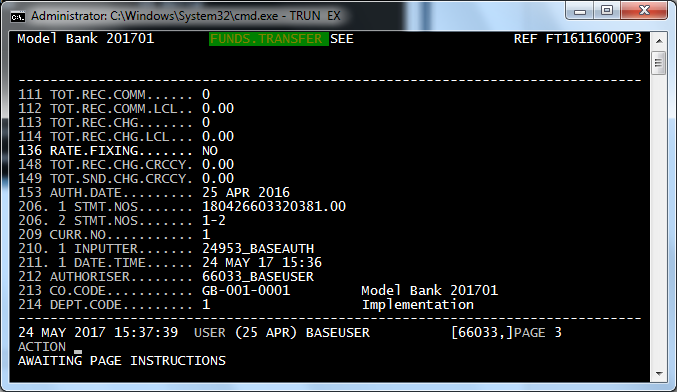 Administrator: C:\Windows\System32\cmd.exe - TRUN EX
Model Bank 201701 FUNDS.TRANSFER SEE REF FT16116000F3
--------------------------------------------------------------------------------
111 TOT.REC.COMM...... 0
112 TOT.REC.COMM.LCL.. 0.00
113 TOT.REC.CHG....... 0
114 TOT.REC.CHG.LCL... 0.00
136 RATE.FIXING....... NO
148 TOT.REC.CHG.CRCCY. 0.00
149 TOT.SND.CHG.CRCCY. 0.00
153 AUTH.DATE......... 25 APR 2016
206. 1 STMT.NOS....... 180426603320381.00
206. 2 STMT.NOS....... 1-2
209 CURR.NO........... 1
210. 1 INPUTTER....... 24953_BASEAUTH
211. 1 DATE.TIME...... 24 MAY 17 15:36
212 AUTHORISER........ 66033_BASEUSER
213 CO.CODE........... GB-001-0001 Model Bank 201701
214 DEPT.CODE......... 1 Implementation
--------------------------------------------------------------------------------
24 MAY 2017 15:37:39 USER (25 APR) BASEUSER [66033,]PAGE 3
ACTION _
AWAITING PAGE INSTRUCTIONS